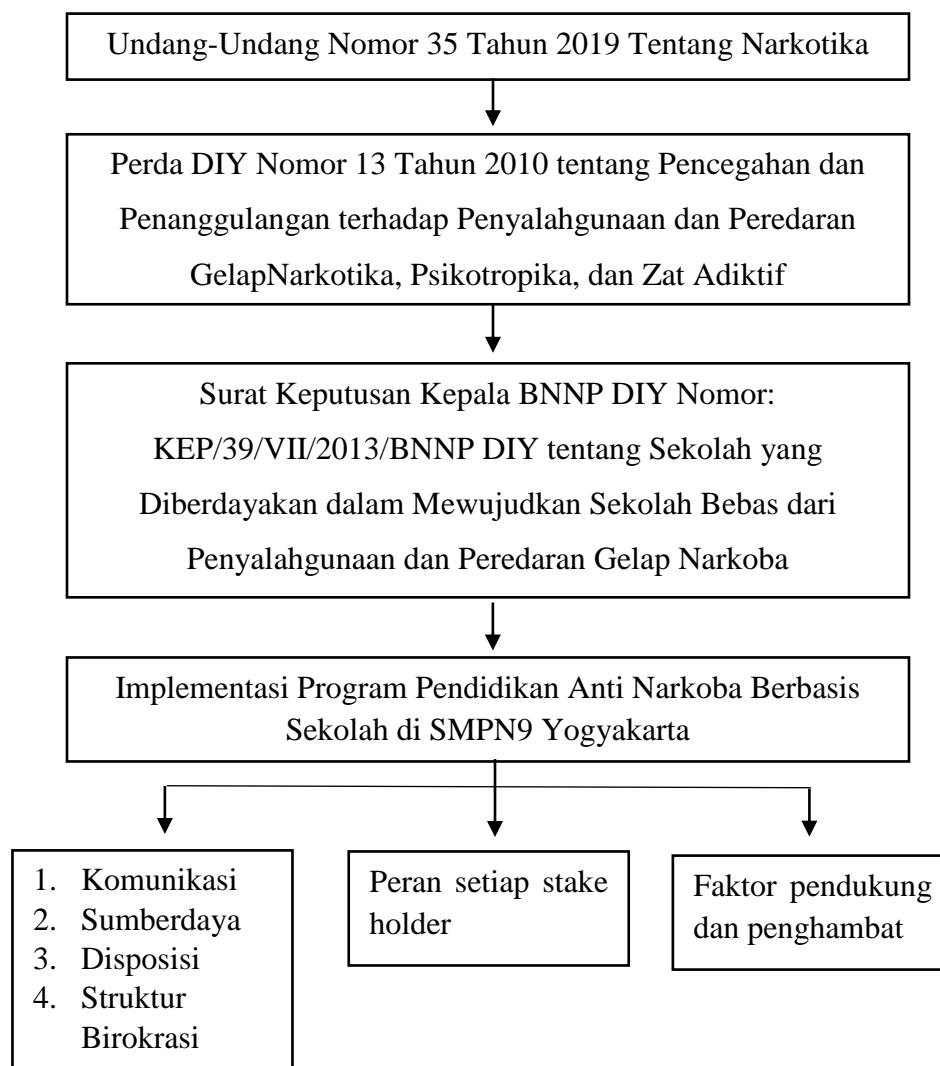 Undang-Undang Nomor 35 Tahun 2019 Tentang Narkotika
Perda DIY Nomor 13 Tahun 2010 tentang Pencegahan dan
Penanggulangan terhadap Penyalahgunaan dan Peredaran
GelapNarkotika, Psikotropika, dan Zat Adiktif
Surat Keputusan Kepala BNNP DIY Nomor:
KEP/39/VII/2013/BNNP DIY tentang Sekolah yang
Diberdayakan dalam Mewujudkan Sekolah Bebas dari
Penyalahgunaan dan Peredaran Gelap Narkoba
Implementasi Program Pendidikan Anti Narkoba Berbasis
Sekolah di SMPN9 Yogyakarta
1. Komunikasi
2. Sumberdaya
3. Disposisi
4. Struktur
Birokrasi
Peran setiap stake
holder
Faktor pendukung
dan penghambat